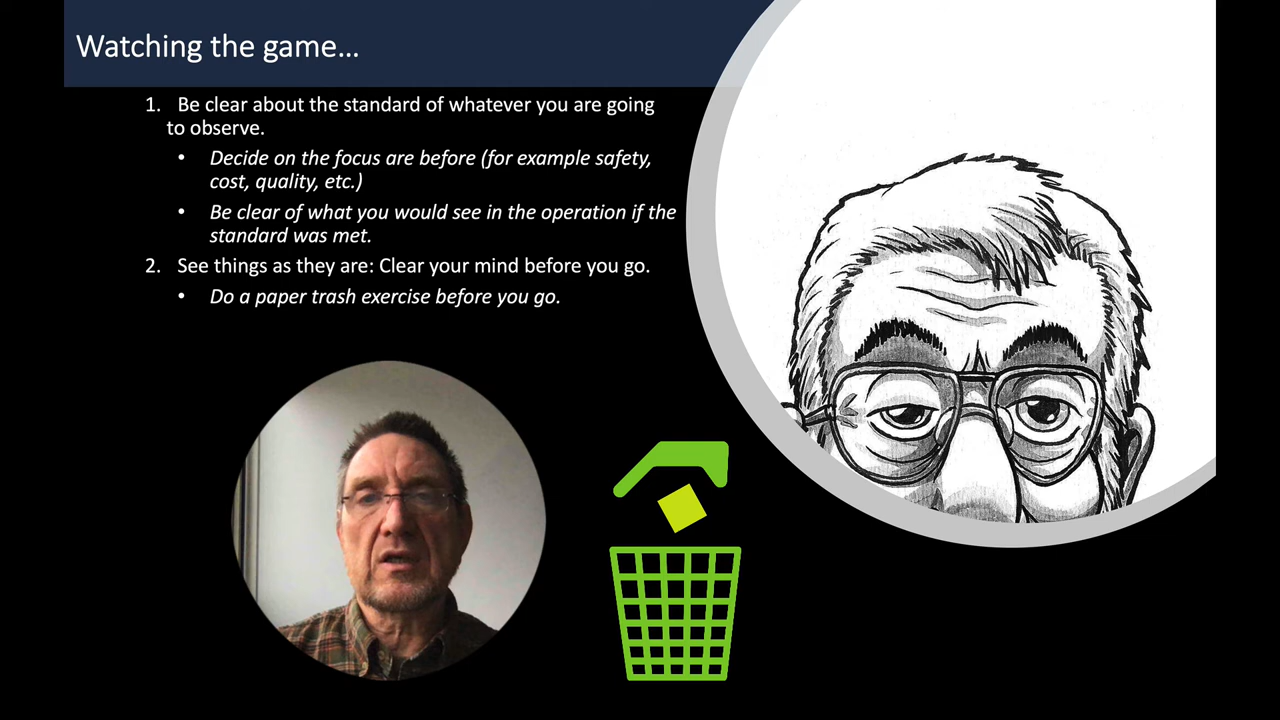 Watching the game...
1. Be clear about the standard of whatever you are going
to observe.
• Decide on the focus are before (for example safety,
cost, quality, etc.)
• Be clear of what you would see in the operation if the
standard was met.
2. See things as they are: Clear your mind before you go.
• Do a paper trash exercise before you go.